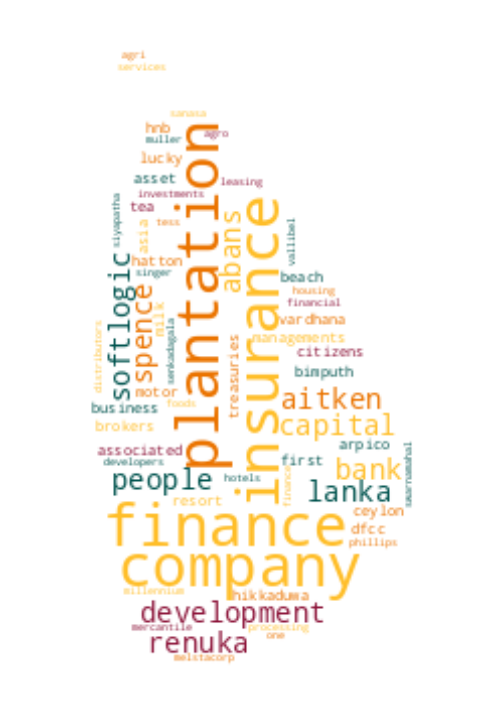 agri
services
sanasa
hnb
agro
muller
lucky
asset
leasing
investments
tea
siyapatha
tess
asia
abans
plantation
insurance
vallibel
hatton
singer
beach
softlogic
spence
milk
housing
financial
senkadagala
vardhana
distributors
treasuries
managements
citizens
bimputh
motor
foods
aitken
business
brokers
capital
associated
arpico
developers
first
bank
swarnamahal
people
hotels
finance
lanka
resort
ceylon
finance
dfcc
phillips
company
millennium
hikkaduwa
development
mercantile
processing
one
renuka
melstacorp